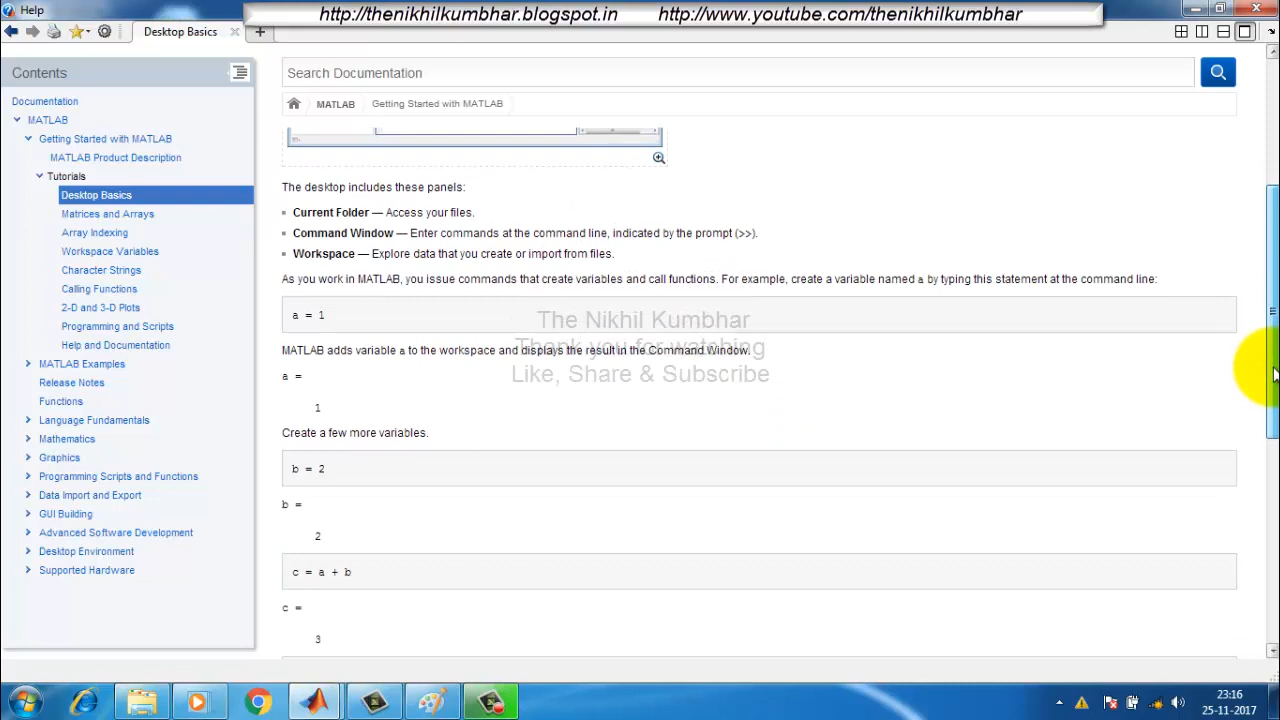 Help
http://thenikhilkumbhar.blogspot.in http://www.youtube.com/thenikhilkumbhar
Desktop Basics
Contents
Search Documentation
Documentation
MATLAB
Getting Started with MATLAB
MATLAB
Getting Started with MATLAB
MATLAB Product Description
Tutorials
Desktop Basics
Matrices and Arrays
Array Indexing
Workspace Variables
Character Strings
Calling Functions
2-D and 3-D Plots
Programming and Scripts
Help and Documentation
MATLAB Examples
Release Notes
Functions
Language Fundamentals
Mathematics
Graphics
Programming Scripts and Functions
Data Import and Export
GUI Building
Advanced Software Development
Desktop Environment
Supported Hardware
The desktop includes these panels:
Current Folder — Access your files.
Command Window — Enter commands at the command line, indicated by the prompt (>>).
Workspace — Explore data that you create or import from files.
As you work in MATLAB, you issue commands that create variables and call functions. For example, create a variable named a by typing this statement at the command line:
a = 1
The Nikhil Kumbhar
Thank you for watching
Like, Share & Subscribe
MATLAB adds variable a to the workspace and displays the result in the Command Window.
a =
1
Create a few more variables.
b = 2
b =
2
c = a + b
c =
3
23:16
25-11-2017